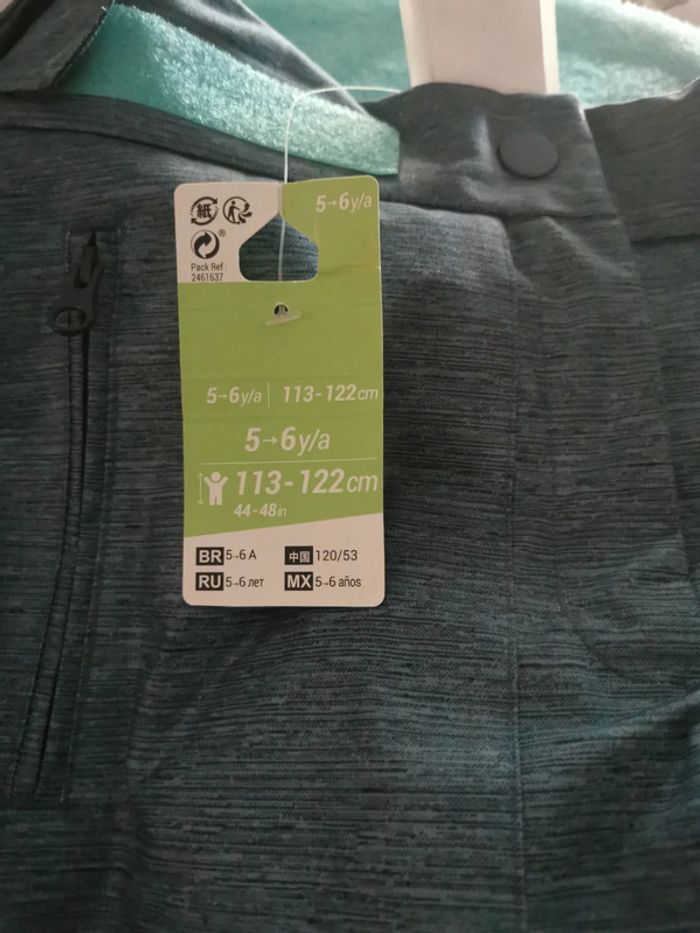 紙
5→6y/a
®
Pack Ref :
2461637
5→6y/a | 113-122cm
5→6y/a
113-122cm
44-48in
BR 5→6 A 中国 120/53
RU 5→6 лет MX 5→6 años